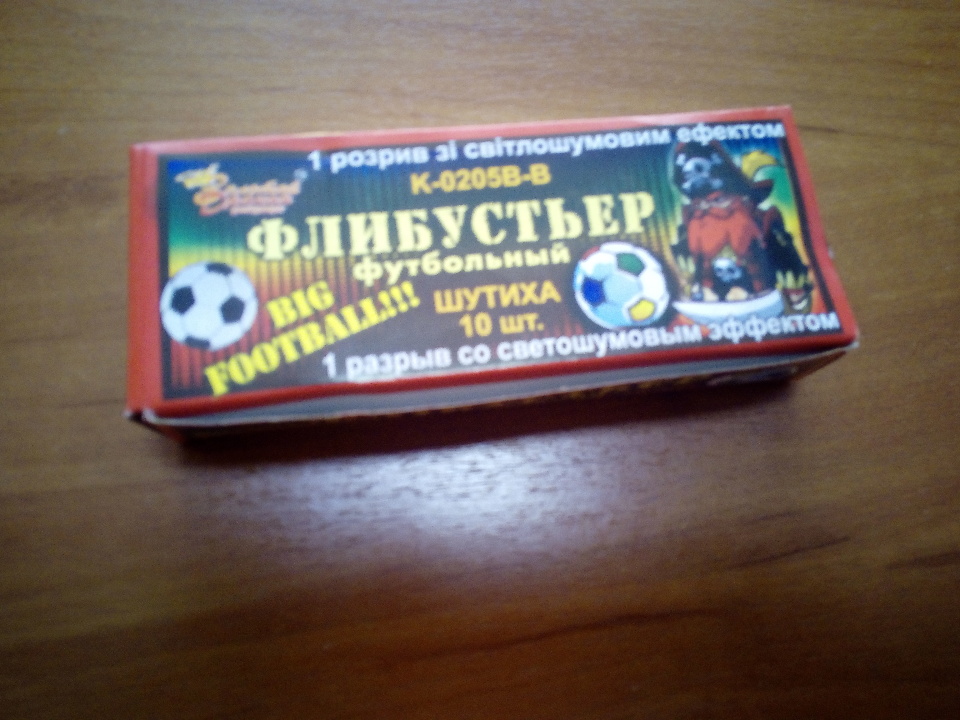 1 розрив зі світлошумовим ефектом
К-0205В-В
ФЛИБУСТЬЕР
футбольный
BIG
FOOTBALL!!!
ШУТИХА
10 шт.
1 разрыв со светошумовым эффектом